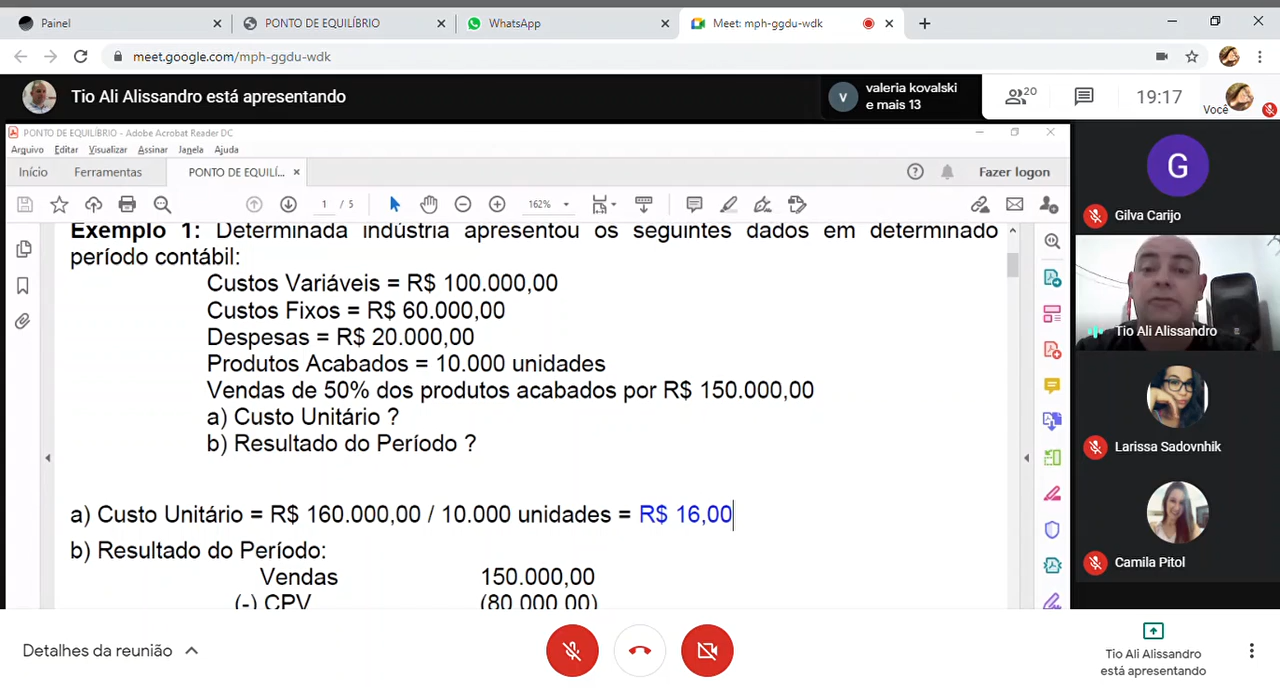 Painel
PONTO DE EQUILÍBRIO
WhatsApp
Meet: mph-ggdu-wdk
meet.google.com/mph-ggdu-wdk
Tio Ali Alissandro está apresentando
v
valeria kovalski
e mais 13
20
19:17
Você
PONTO DE EQUILÍBRIO - Adobe Acrobat Reader DC
Arquivo Editar Visualizar Assinar Janela Ajuda
Início Ferramentas PONTO DE EQUILÍ... Fazer logon
1 / 5 162%
Exemplo 1: Determinada indústria apresentou os seguintes dados em determinado
período contábil:
Custos Variáveis = R$ 100.000,00
Custos Fixos = R$ 60.000,00
Despesas = R$ 20.000,00
Produtos Acabados = 10.000 unidades
Vendas de 50% dos produtos acabados por R$ 150.000,00
a) Custo Unitário ?
b) Resultado do Período ?
a) Custo Unitário = R$ 160.000,00 / 10.000 unidades = R$ 16,00
b) Resultado do Período:
Vendas 150.000,00
(-) CPV (80.000,00)
G
Gilva Carijo
Tio Ali Alissandro
Larissa Sadovnhik
Camila Pitol
Detalhes da reunião
Tio Ali Alissandro
está apresentando